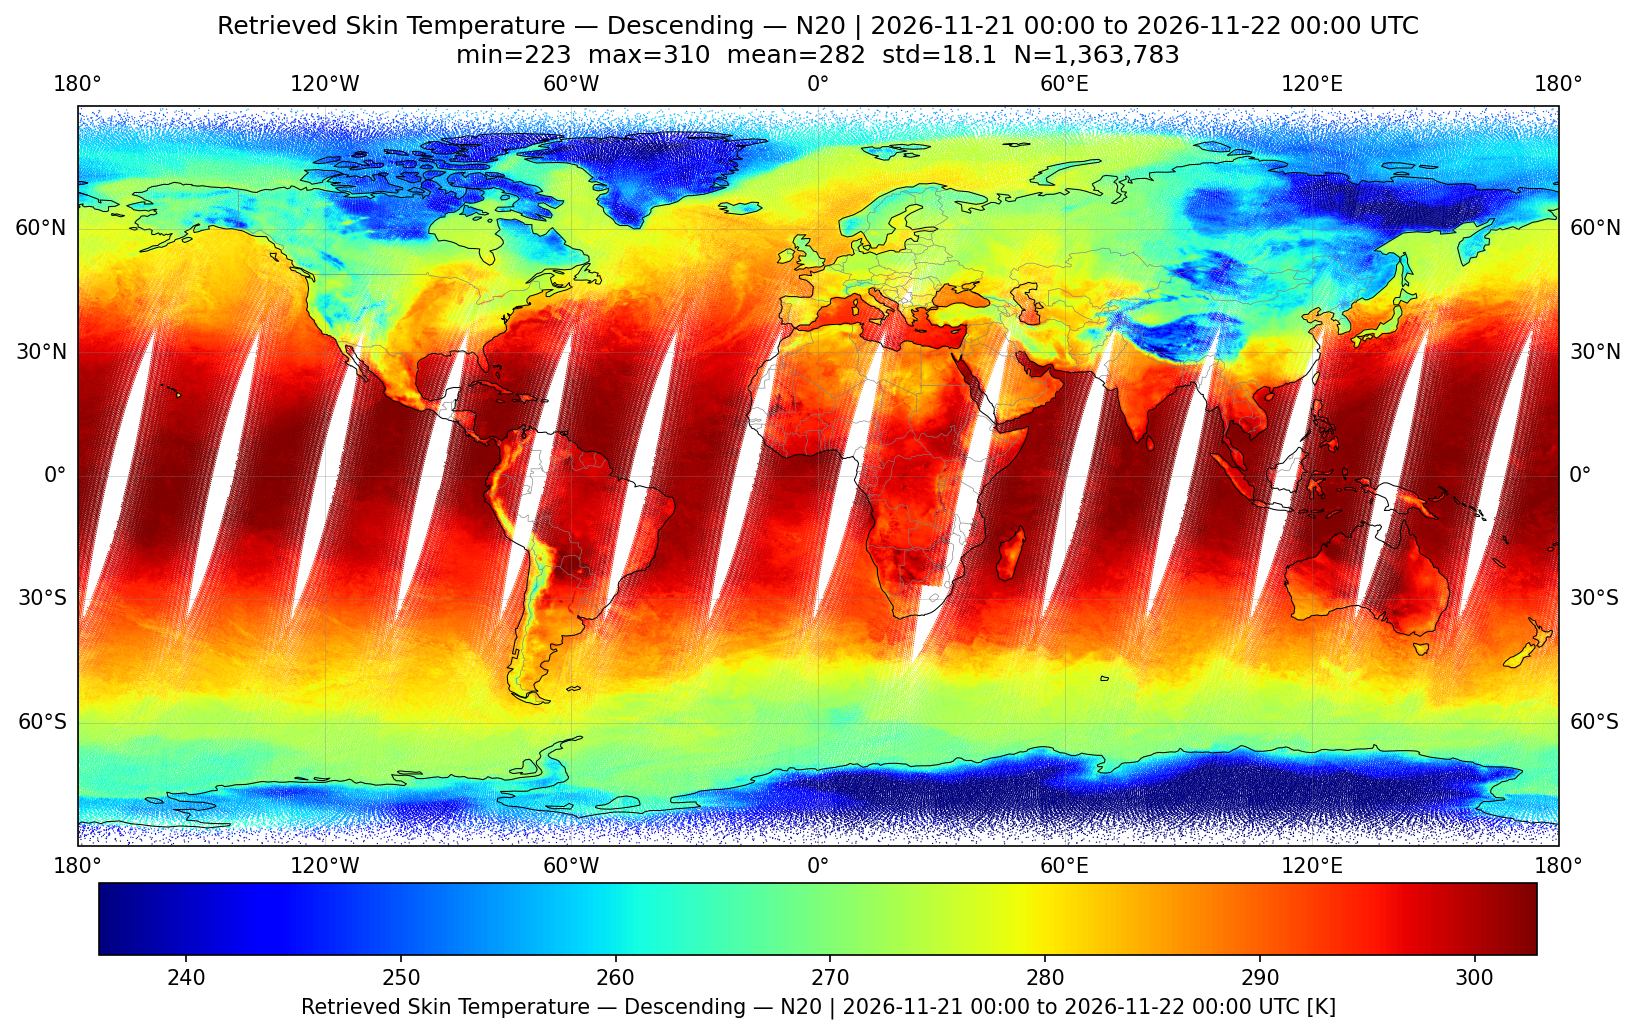 Retrieved Skin Temperature — Descending — N20 | 2026-11-21 00:00 to 2026-11-22 00:00 UTC
min=223  max=310  mean=282  std=18.1  N=1,363,783
180° 120°W 60°W 0° 60°E 120°E 180°
60°N 60°N
30°N 30°N
0° 0°
30°S 30°S
60°S 60°S
180° 120°W 60°W 0° 60°E 120°E 180°
240 250 260 270 280 290 300
Retrieved Skin Temperature — Descending — N20 | 2026-11-21 00:00 to 2026-11-22 00:00 UTC [K]